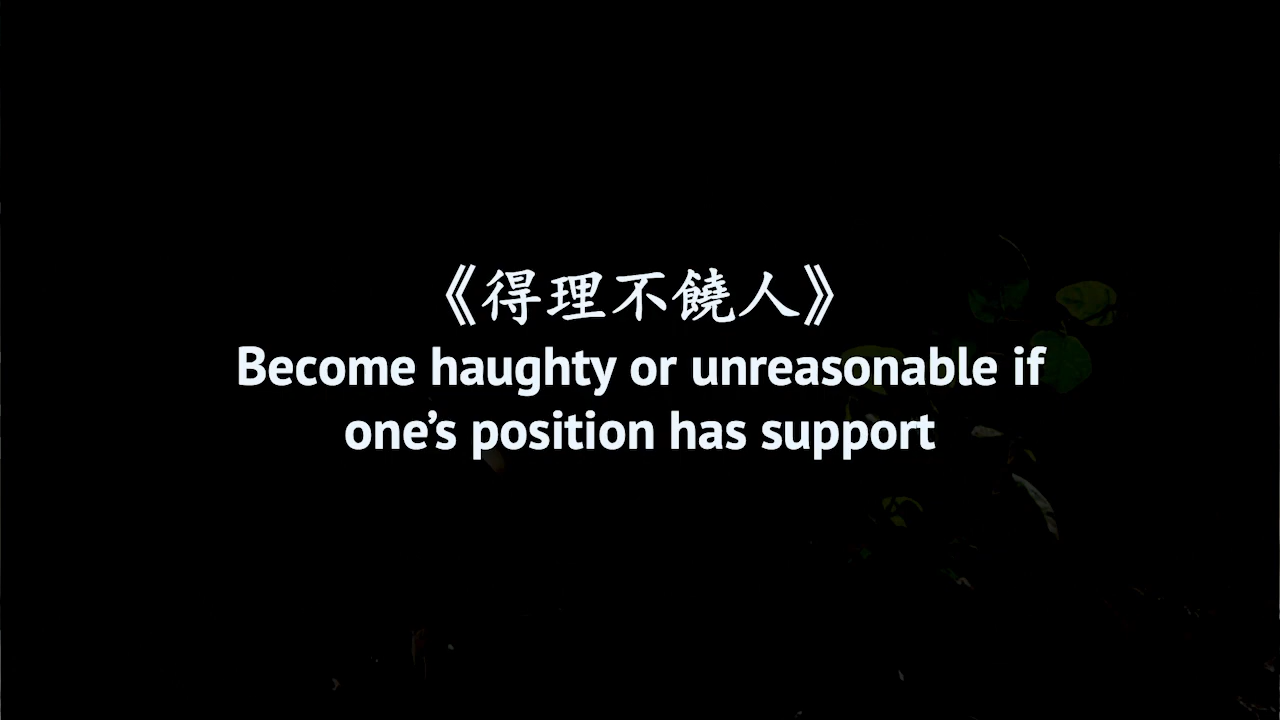 《得理不饒人》
Become haughty or unreasonable if
one’s position has support